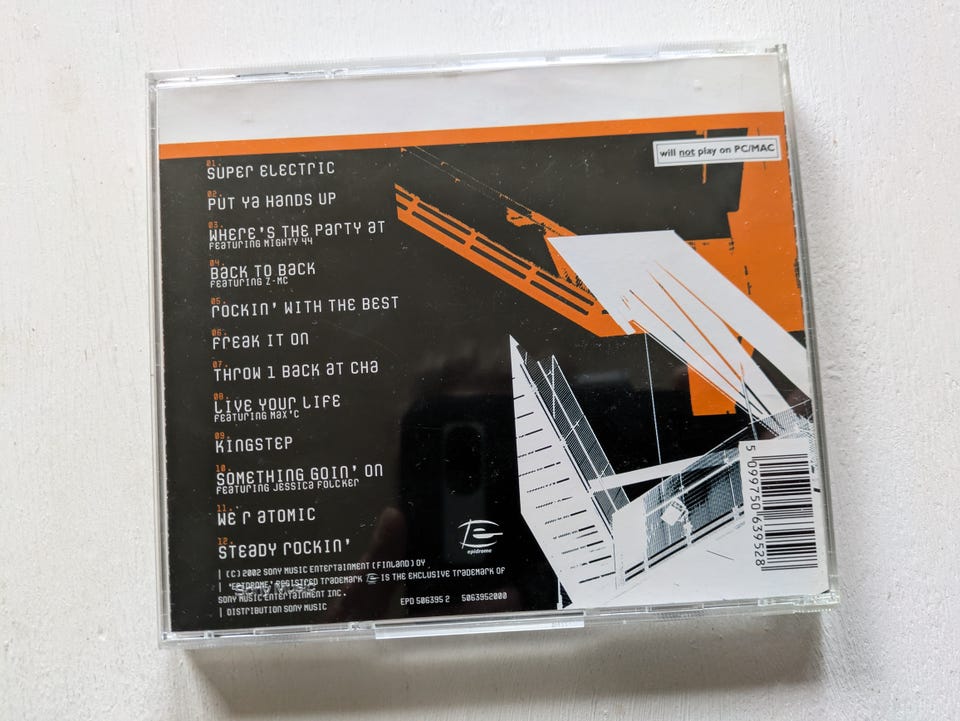 will not play on PC/MAC
01.
SUPER ELECTRIC
02.
PUT YA HANDS UP
03.
WHERE'S THE PARTY AT
FEATURING MIGHTY 44
04.
BACK TO BACK
FEATURING Z-MC
05.
ROCKIN' WITH THE BEST
06.
FREAK IT ON
07.
THROW 1 BACK AT CHA
08.
LIVE YOUR LIFE
FEATURING MAX'C
09.
KINGSTEP
10.
SOMETHING GOIN' ON
FEATURING JESSICA FOLCKER
11.
WE R ATOMIC
12.
STEADY ROCKIN'
epidrome
| (C) 2002 SONY MUSIC ENTERTAINMENT (FINLAND) OY
| "EPIDROME" REGISTRED TRADEMARK E IS THE EXCLUSIVE TRADEMARK OF
SONY MUSIC ENTERTAINMENT INC.
| DISTRIBUTION SONY MUSIC
EPD 506395 2 5063952000
5 099750 639528